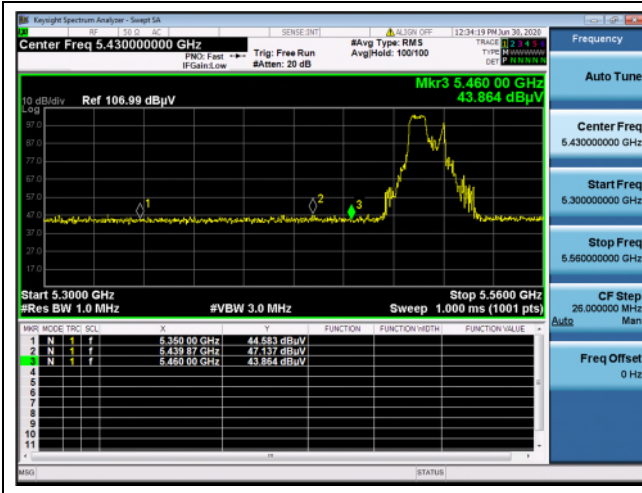 Keysight Spectrum Analyzer - Swept SA
RF 50 Ω AC SENSE:INT ALIGN OFF 12:34:19 PM Jun 30, 2020
Center Freq 5.430000000 GHz
PNO: Fast
IFGain:Low
Trig: Free Run
#Atten: 20 dB
#Avg Type: RMS
Avg|Hold: 100/100
TRACE 1 2 3 4 5 6
TYPE M WWWWW
DET P N N N N N
Mkr3 5.460 00 GHz
43.864 dBµV
10 dB/div Ref 106.99 dBµV
Log
97.0
87.0
77.0
67.0
57.0
47.0
37.0
27.0
17.0
1
2
3
Start 5.3000 GHz Stop 5.5600 GHz
#Res BW 1.0 MHz #VBW 3.0 MHz Sweep 1.000 ms (1001 pts)
MKR MODE TRC SCL X Y FUNCTION FUNCTION WIDTH FUNCTION VALUE
1 N 1 f 5.350 00 GHz 44.583 dBuV
2 N 1 f 5.439 87 GHz 47.137 dBuV
3 N 1 f 5.460 00 GHz 43.864 dBuV
4
5
6
7
8
9
10
11
MSG STATUS
Frequency
Auto Tune
Center Freq
5.430000000 GHz
Start Freq
5.300000000 GHz
Stop Freq
5.560000000 GHz
CF Step
26.000000 MHz
Auto Man
Freq Offset
0 Hz